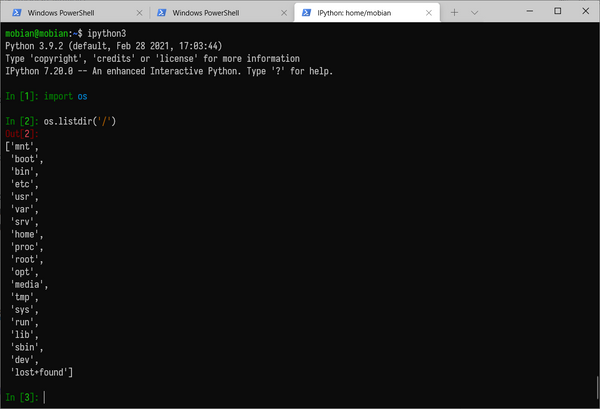 Windows PowerShell
Windows PowerShell
IPython: home/mobian
mobian@mobian:~$ ipython3
Python 3.9.2 (default, Feb 28 2021, 17:03:44)
Type 'copyright', 'credits' or 'license' for more information
IPython 7.20.0 -- An enhanced Interactive Python. Type '?' for help.
In [1]: import os
In [2]: os.listdir('/')
Out[2]:
['mnt',
'boot',
'bin',
'etc',
'usr',
'var',
'srv',
'home',
'proc',
'root',
'opt',
'media',
'tmp',
'sys',
'run',
'lib',
'sbin',
'dev',
'lost+found']
In [3]: